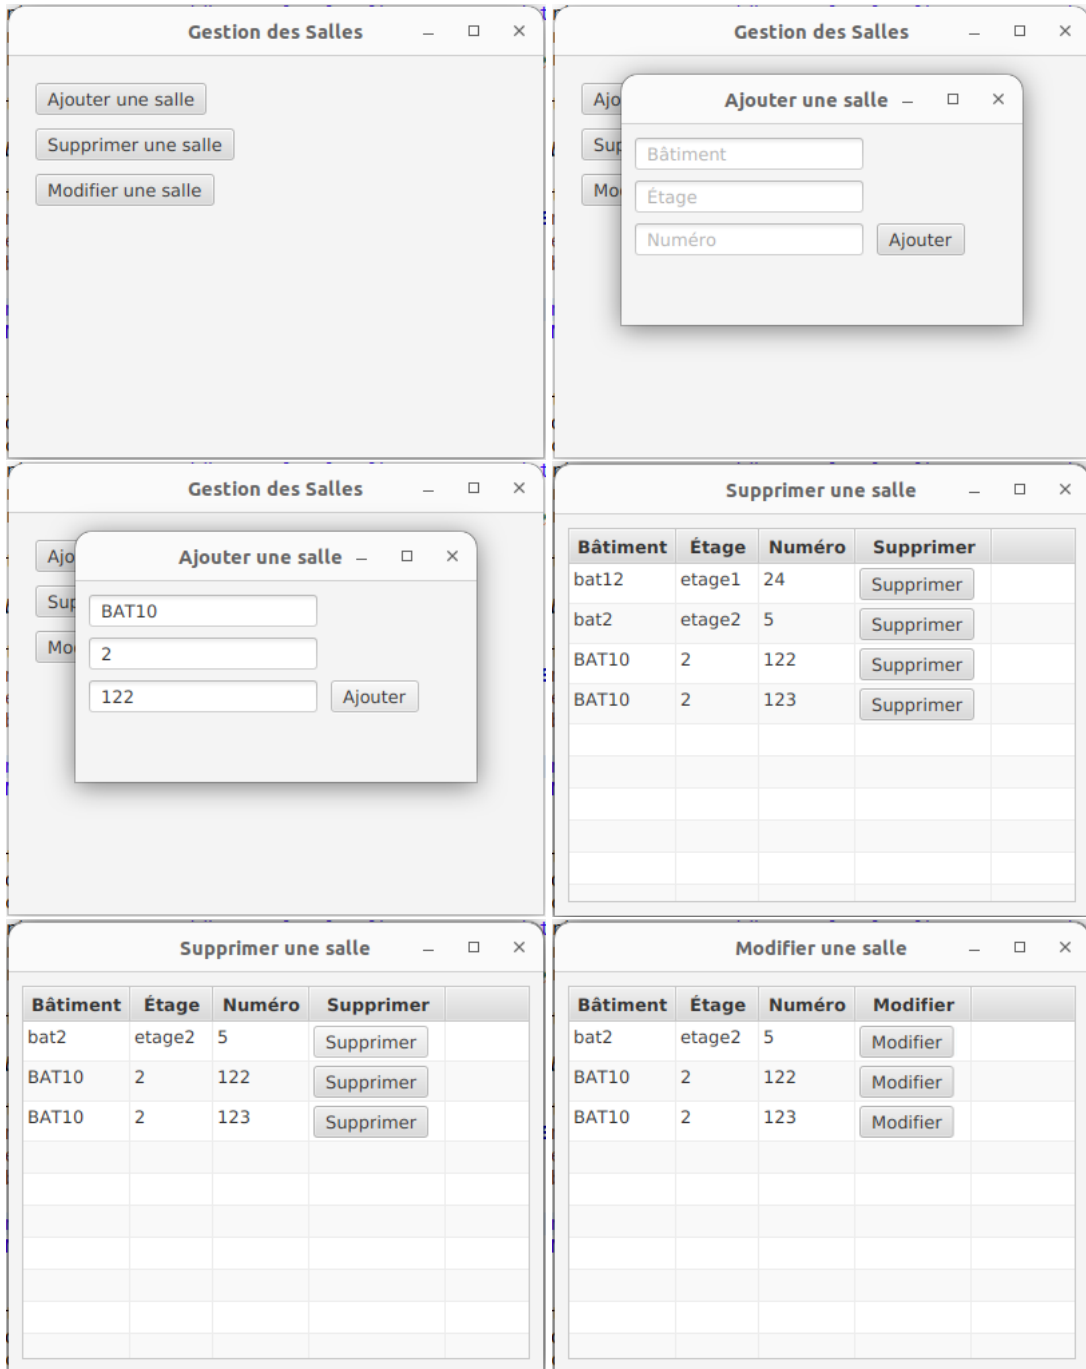 Gestion des Salles
Ajouter une salle
Supprimer une salle
Modifier une salle
Gestion des Salles
Ajo
Sup
Mo
Ajouter une salle
Bâtiment
Étage
Numéro Ajouter
Gestion des Salles
Ajo
Sup
Mo
Ajouter une salle
BAT10
2
122 Ajouter
Supprimer une salle
Bâtiment Étage Numéro Supprimer
bat12 etage1 24 Supprimer
bat2 etage2 5 Supprimer
BAT10 2 122 Supprimer
BAT10 2 123 Supprimer
Supprimer une salle
Bâtiment Étage Numéro Supprimer
bat2 etage2 5 Supprimer
BAT10 2 122 Supprimer
BAT10 2 123 Supprimer
Modifier une salle
Bâtiment Étage Numéro Modifier
bat2 etage2 5 Modifier
BAT10 2 122 Modifier
BAT10 2 123 Modifier